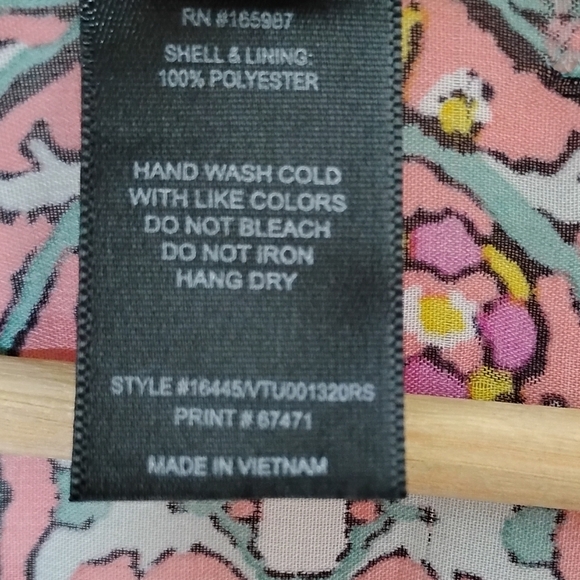 RN #165987
SHELL & LINING:
100% POLYESTER
HAND WASH COLD
WITH LIKE COLORS
DO NOT BLEACH
DO NOT IRON
HANG DRY
STYLE #16445/VTU001320RS
PRINT # 67471
MADE IN VIETNAM